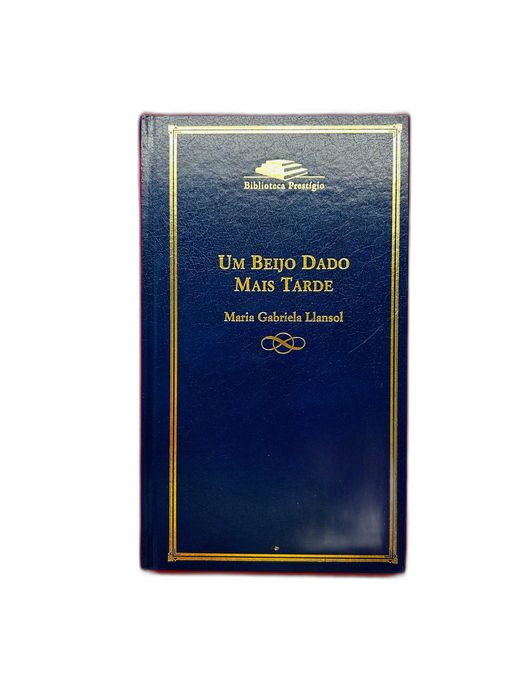 Biblioteca Prestígio
UM BEIJO DADO
MAIS TARDE
Maria Gabriela Llansol